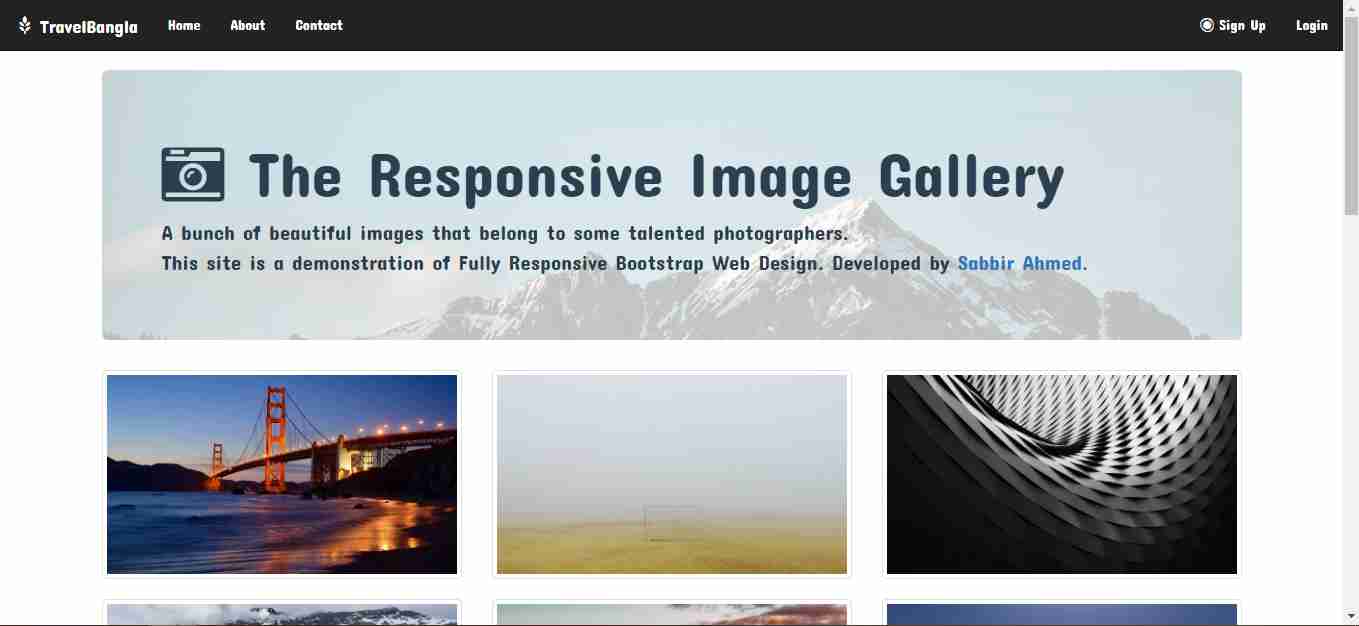 TravelBangla Home About Contact Sign Up Login
The Responsive Image Gallery
A bunch of beautiful images that belong to some talented photographers.
This site is a demonstration of Fully Responsive Bootstrap Web Design. Developed by Sabbir Ahmed.